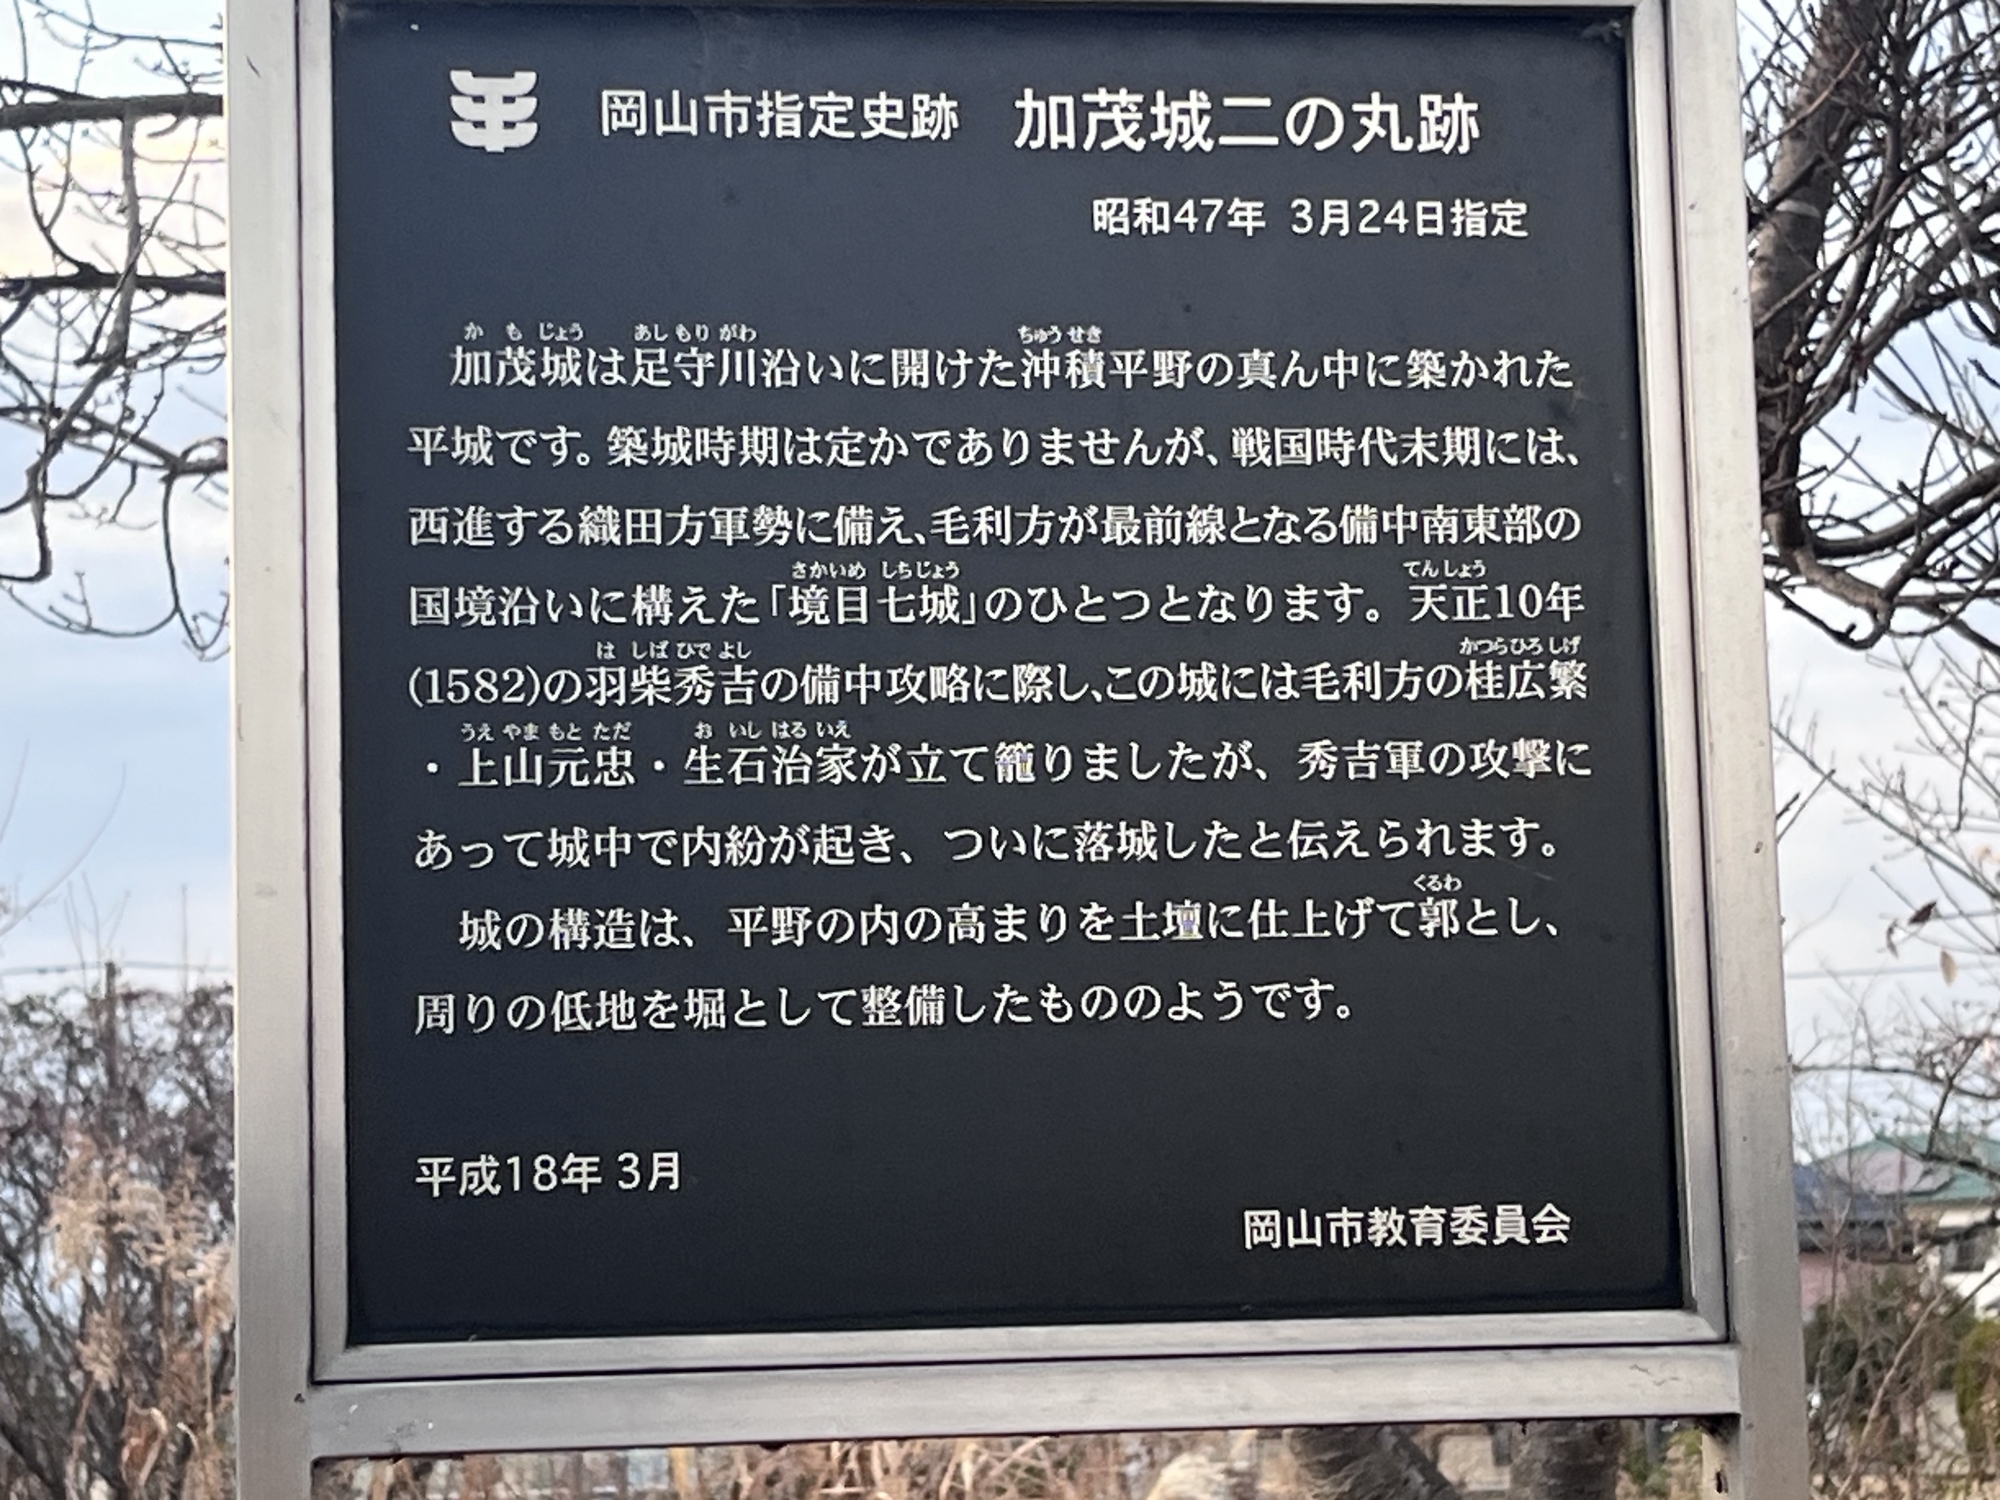 岡山市指定史跡 加茂城二の丸跡
昭和47年 3月24日指定
か も じょう あし もり がわ ちゅう せき
加茂城は足守川沿いに開けた沖積平野の真ん中に築かれた
平城です。築城時期は定かでありませんが、戦国時代末期には、
西進する織田方軍勢に備え、毛利方が最前線となる備中南東部の
さかいめ しちじょう てんしょう
国境沿いに構えた「境目七城」のひとつとなります。天正10年
は しば ひで よし かつらひろ しげ
(1582)の羽柴秀吉の備中攻略に際し、この城には毛利方の桂広繁
うえ やま もと ただ お いし はる いえ
・上山元忠・生石治家が立て籠りましたが、秀吉軍の攻撃に
あって城中で内紛が起き、ついに落城したと伝えられます。
くるわ
城の構造は、平野の内の高まりを土壇に仕上げて郭とし、
周りの低地を堀として整備したもののようです。
平成18年 3月
岡山市教育委員会